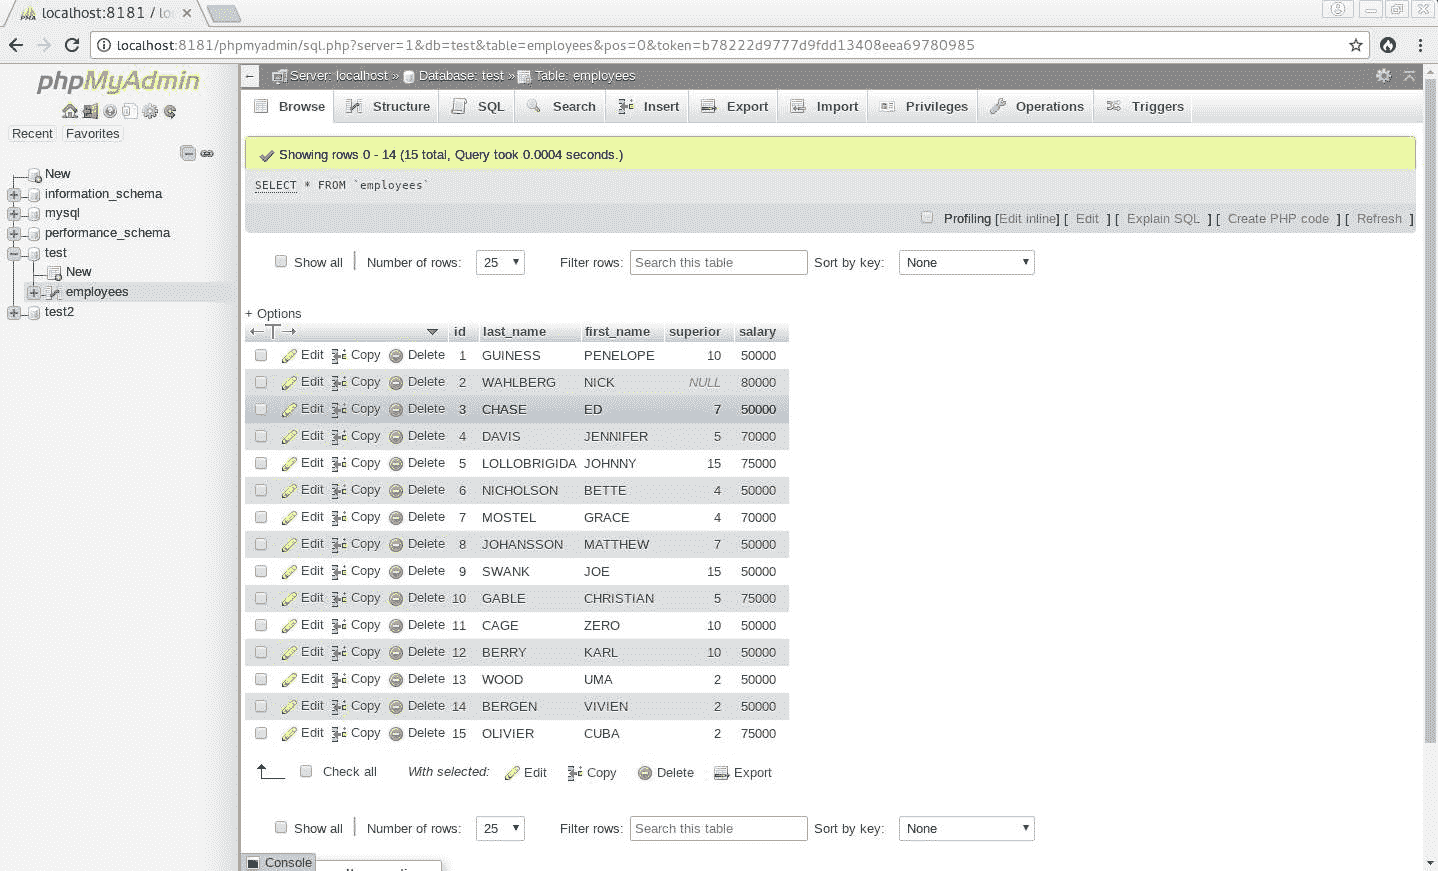 localhost:8181 / lo
localhost:8181/phpmyadmin/sql.php?server=1&db=test&table=employees&pos=0&token=b78222d9777d9fdd13408eea69780985
phpMyAdmin
Recent Favorites
New
information_schema
mysql
performance_schema
test
New
employees
test2
Server: localhost » Database: test » Table: employees
Browse Structure SQL Search Insert Export Import Privileges Operations Triggers
Showing rows 0 - 14 (15 total, Query took 0.0004 seconds.)
SELECT * FROM `employees`
Profiling [Edit inline] [ Edit ] [ Explain SQL ] [ Create PHP code ] [ Refresh ]
Show all | Number of rows: 25 Filter rows: Search this table Sort by key: None
+ Options
←T→ id last_name first_name superior salary
Edit Copy Delete 1 GUINESS PENELOPE 10 50000
Edit Copy Delete 2 WAHLBERG NICK NULL 80000
Edit Copy Delete 3 CHASE ED 7 50000
Edit Copy Delete 4 DAVIS JENNIFER 5 70000
Edit Copy Delete 5 LOLLOBRIGIDA JOHNNY 15 75000
Edit Copy Delete 6 NICHOLSON BETTE 4 50000
Edit Copy Delete 7 MOSTEL GRACE 4 70000
Edit Copy Delete 8 JOHANSSON MATTHEW 7 50000
Edit Copy Delete 9 SWANK JOE 15 50000
Edit Copy Delete 10 GABLE CHRISTIAN 5 75000
Edit Copy Delete 11 CAGE ZERO 10 50000
Edit Copy Delete 12 BERRY KARL 10 50000
Edit Copy Delete 13 WOOD UMA 2 50000
Edit Copy Delete 14 BERGEN VIVIEN 2 50000
Edit Copy Delete 15 OLIVIER CUBA 2 75000
Check all With selected: Edit Copy Delete Export
Show all | Number of rows: 25 Filter rows: Search this table Sort by key: None
Console